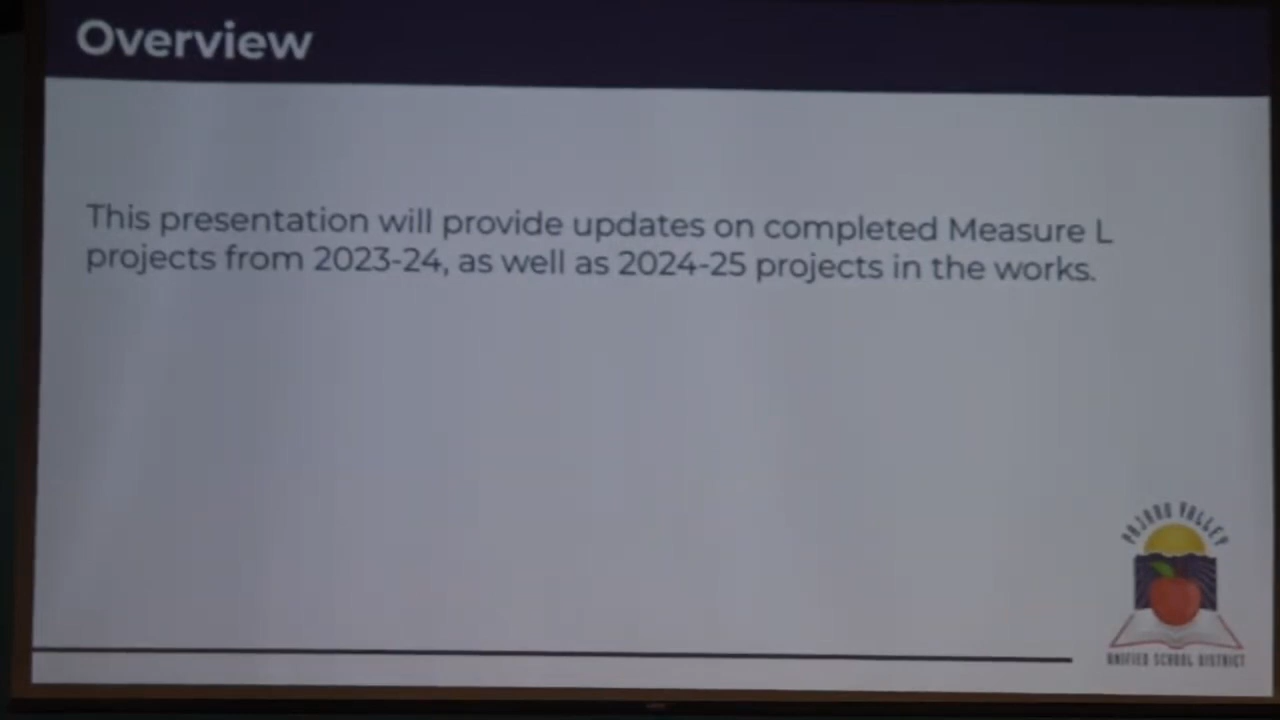 Overview
This presentation will provide updates on completed Measure L
projects from 2023-24, as well as 2024-25 projects in the works.
PAJARO VALLEY
UNIFIED SCHOOL DISTRICT